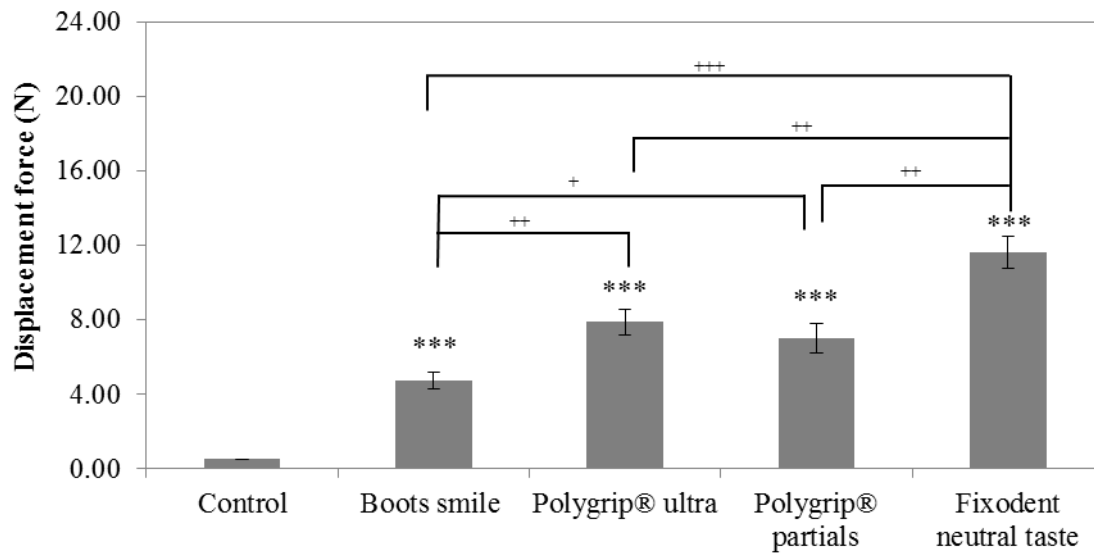 Displacement force (N)
24.00
20.00
16.00
12.00
8.00
4.00
0.00
+++
++
++
+
++
***
***
***
***
Control
Boots smile
Polygrip® ultra
Polygrip®
partials
Fixodent
neutral taste